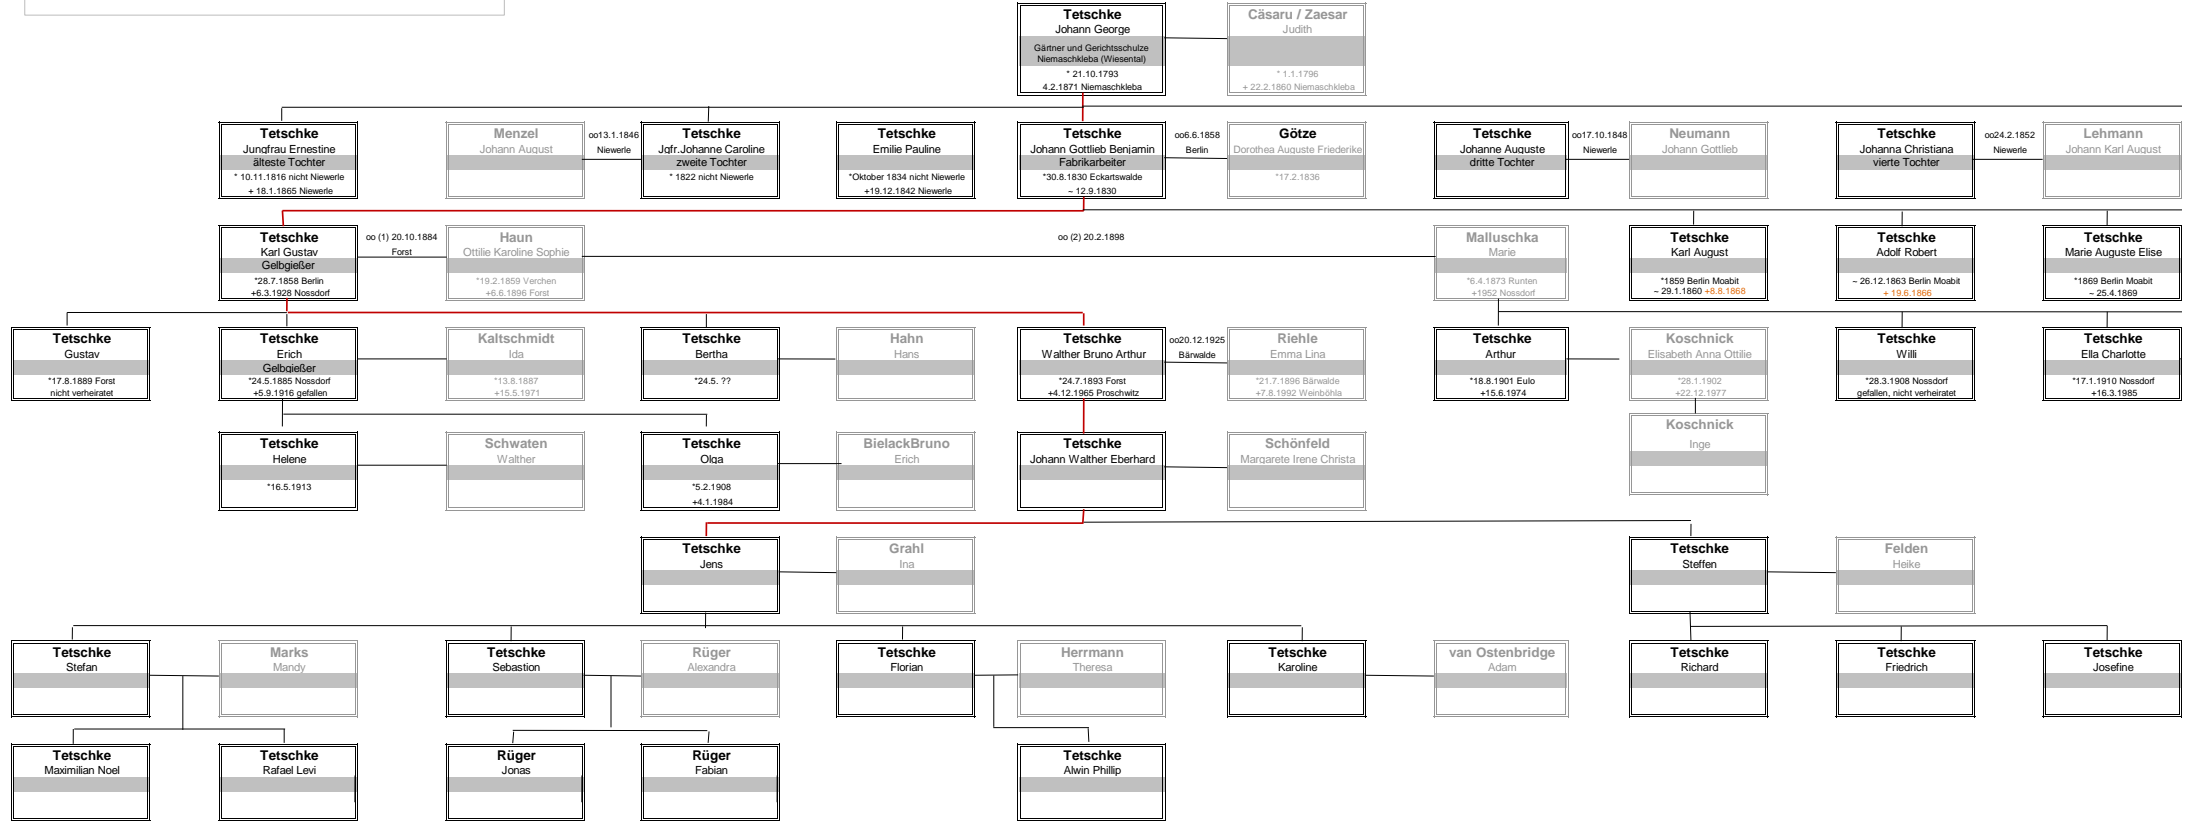 Tetschke
Johann George
Gärtner und Gerichtsschulze
Niemaschkleba (Wiesental)
* 21.10.1793
4.2.1871 Niemaschkleba
Cäsaru / Zaesar
Judith
* 1.1.1796
+ 22.2.1860 Niemaschkleba
Tetschke
Jungfrau Ernestine
älteste Tochter
* 10.11.1816 nicht Niewerle
+ 18.1.1865 Niewerle
Menzel
Johann August
oo13.1.1846
Niewerle
Tetschke
Jgfr.Johanne Caroline
zweite Tochter
* 1822 nicht Niewerle
Tetschke
Emilie Pauline
*Oktober 1834 nicht Niewerle
+19.12.1842 Niewerle
Tetschke
Johann Gottlieb Benjamin
Fabrikarbeiter
*30.8.1830 Eckartswalde
~ 12.9.1830
oo6.6.1858
Berlin
Götze
Dorothea Auguste Friederike
*17.2.1836
Tetschke
Johanne Auguste
dritte Tochter
oo17.10.1848
Niewerle
Neumann
Johann Gottlieb
Tetschke
Johanna Christiana
vierte Tochter
oo24.2.1852
Niewerle
Lehmann
Johann Karl August
Tetschke
Karl Gustav
Gelbgießer
*28.7.1858 Berlin
+6.3.1928 Nossdorf
oo (1) 20.10.1884
Forst
Haun
Ottilie Karoline Sophie
*19.2.1859 Verchen
+6.6.1896 Forst
oo (2) 20.2.1898
Malluschka
Marie
*6.4.1873 Runten
+1952 Nossdorf
Tetschke
Karl August
*1859 Berlin Moabit
~ 29.1.1860 +8.8.1868
Tetschke
Adolf Robert
~ 26.12.1863 Berlin Moabit
+ 19.6.1866
Tetschke
Marie Auguste Elise
*1869 Berlin Moabit
~ 25.4.1869
Tetschke
Gustav
*17.8.1889 Forst
nicht verheiratet
Tetschke
Erich
Gelbgießer
*24.5.1885 Nossdorf
+5.9.1916 gefallen
Kaltschmidt
Ida
*13.8.1887
+15.5.1971
Tetschke
Bertha
*24.5. ??
Hahn
Hans
Tetschke
Walther Bruno Arthur
*24.7.1893 Forst
+4.12.1965 Proschwitz
oo20.12.1925
Bärwalde
Riehle
Emma Lina
*21.7.1896 Bärwalde
+7.8.1992 Weinböhla
Tetschke
Arthur
*18.8.1901 Eulo
+15.6.1974
Koschnick
Elisabeth Anna Ottilie
*28.1.1902
+22.12.1977
Tetschke
Willi
*28.3.1908 Nossdorf
gefallen, nicht verheiratet
Tetschke
Ella Charlotte
*17.1.1910 Nossdorf
+16.3.1985
Tetschke
Helene
*16.5.1913
Schwaten
Walther
Tetschke
Olga
*5.2.1908
+4.1.1984
BielackBruno
Erich
Tetschke
Johann Walther Eberhard
Schönfeld
Margarete Irene Christa
Koschnick
Inge
Tetschke
Jens
Grahl
Ina
Tetschke
Steffen
Felden
Heike
Tetschke
Stefan
Marks
Mandy
Tetschke
Sebastion
Rüger
Alexandra
Tetschke
Florian
Herrmann
Theresa
Tetschke
Karoline
van Ostenbridge
Adam
Tetschke
Richard
Tetschke
Friedrich
Tetschke
Josefine
Tetschke
Maximilian Noel
Tetschke
Rafael Levi
Rüger
Jonas
Rüger
Fabian
Tetschke
Alwin Phillip